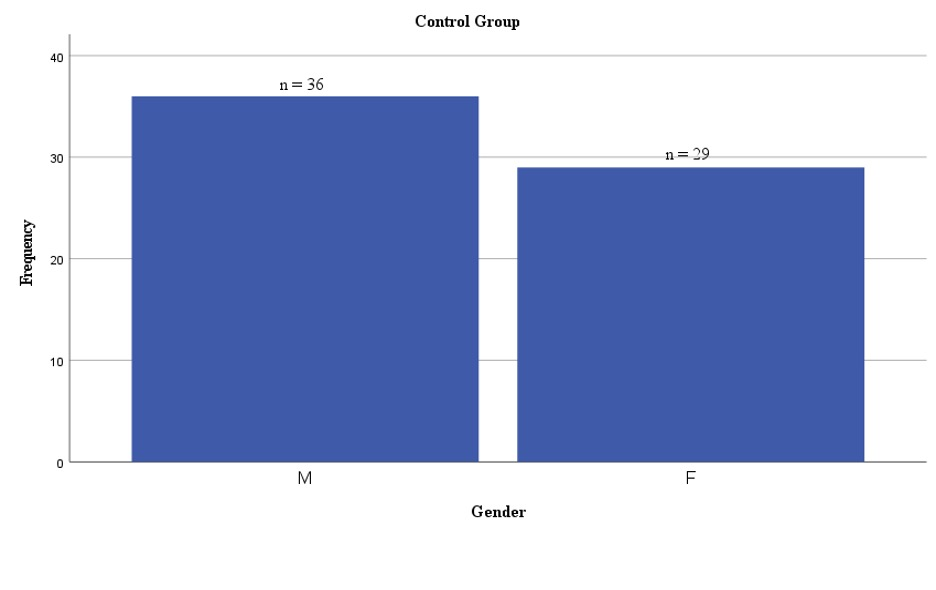 Control Group
40
n = 36
30
n = 29
20
10
0
Frequency
M F
Gender